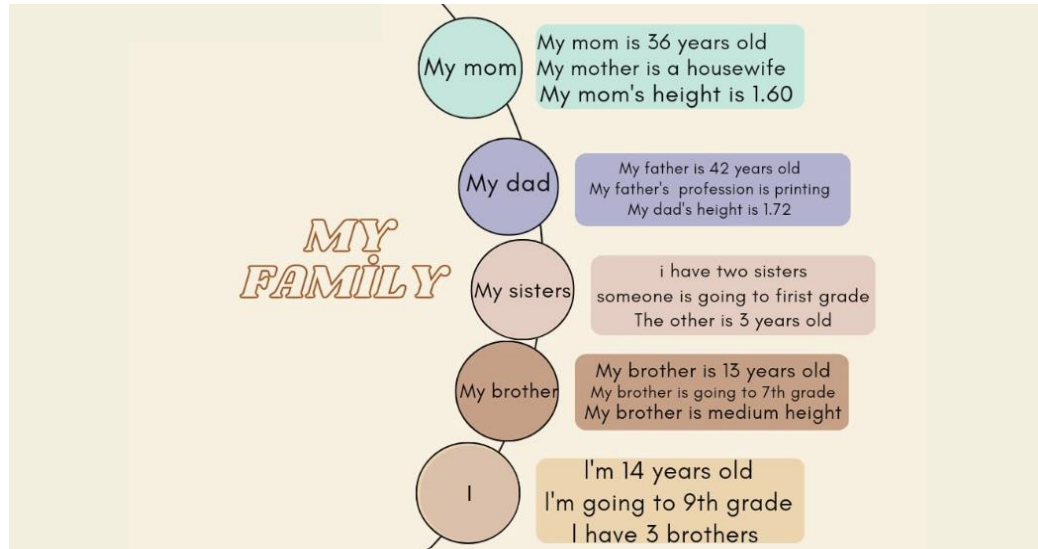 MY
FAMİLY
My mom
My mom is 36 years old
My mother is a housewife
My mom's height is 1.60
My dad
My father is 42 years old
My father's profession is printing
My dad's height is 1.72
My sisters
i have two sisters
someone is going to firist grade
The other is 3 years old
My brother
My brother is 13 years old
My brother is going to 7th grade
My brother is medium height
I
I'm 14 years old
I'm going to 9th grade
I have 3 brothers